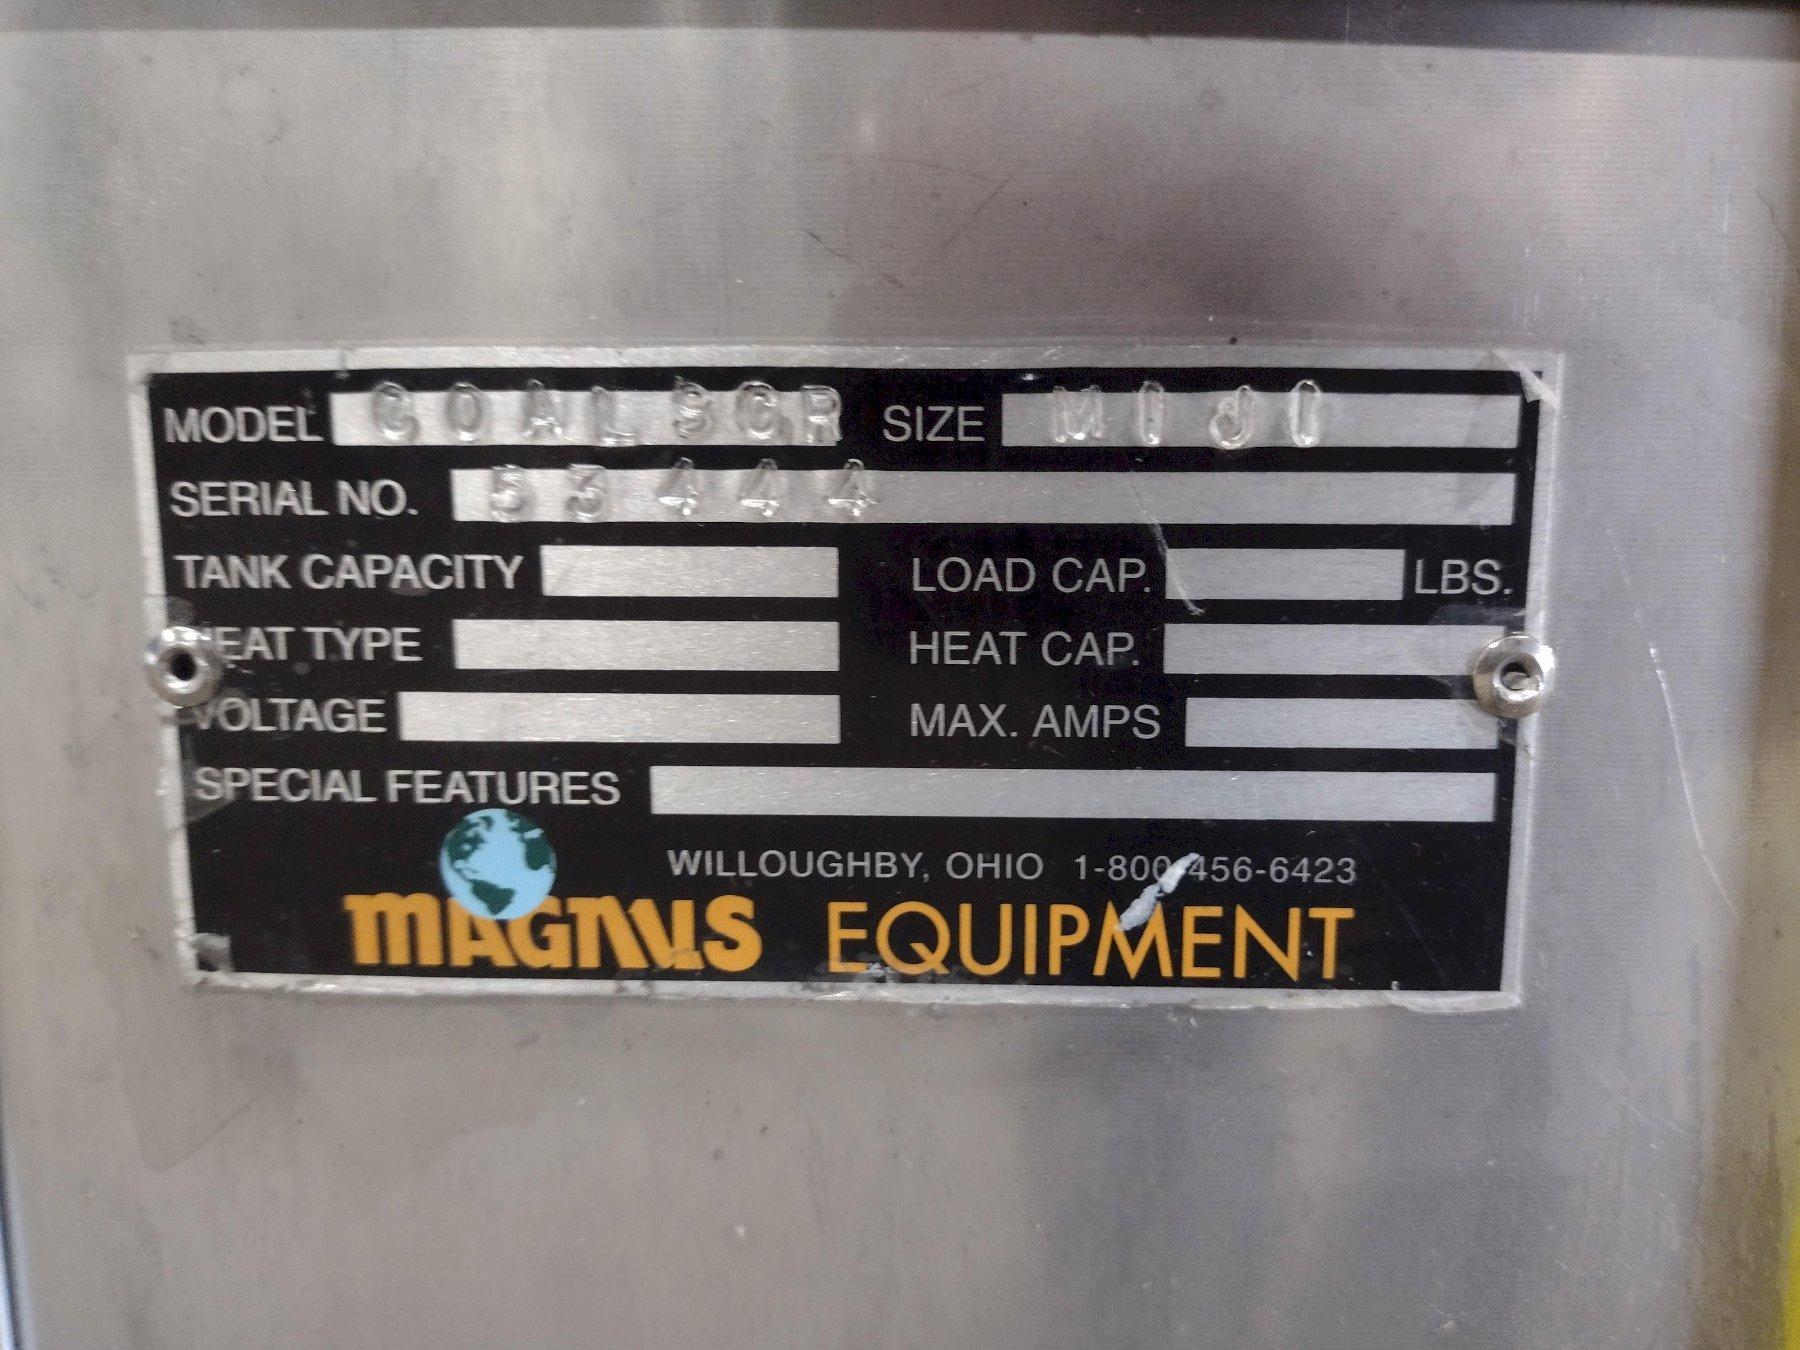 MODEL COALSCR SIZE MIJI
SERIAL NO. 53444
TANK CAPACITY LOAD CAP. LBS.
HEAT TYPE HEAT CAP.
VOLTAGE MAX. AMPS
SPECIAL FEATURES
WILLOUGHBY, OHIO 1-800-456-6423
MAGNUS EQUIPMENT